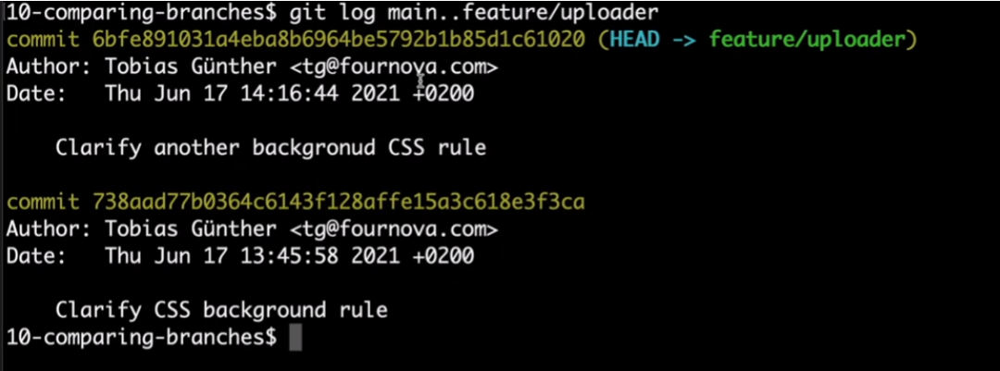 10-comparing-branches$ git log main..feature/uploader
commit 6bfe891031a4eba8b6964be5792b1b85d1c61020 (HEAD -> feature/uploader)
Author: Tobias Günther <tg@fournova.com>
Date:   Thu Jun 17 14:16:44 2021 +0200
Clarify another backgronud CSS rule
commit 738aad77b0364c6143f128affe15a3c618e3f3ca
Author: Tobias Günther <tg@fournova.com>
Date:   Thu Jun 17 13:45:58 2021 +0200
Clarify CSS background rule
10-comparing-branches$